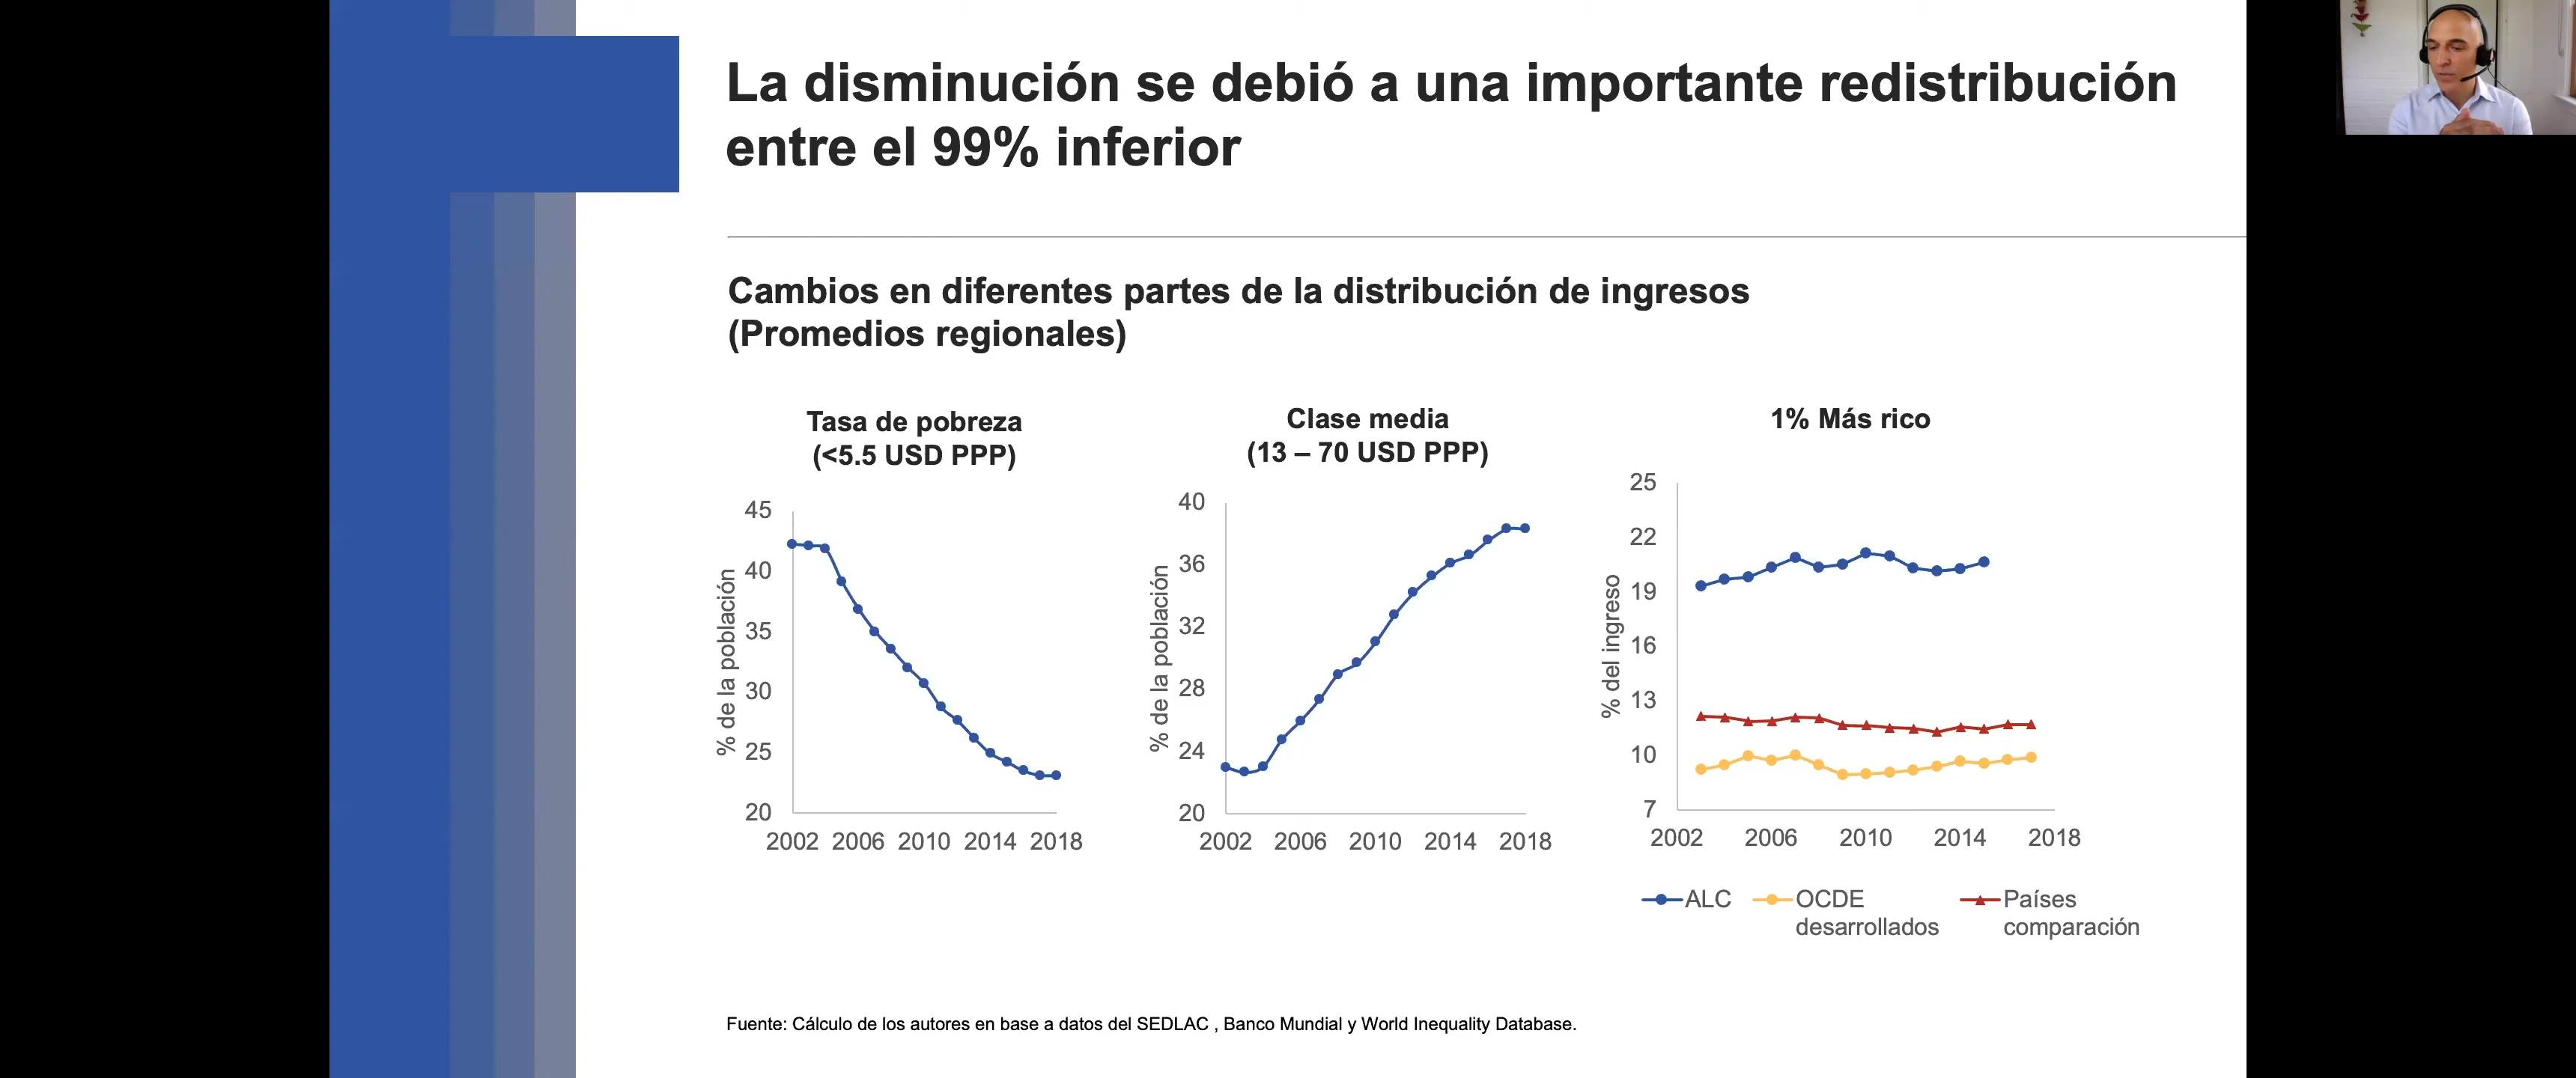 La disminución se debió a una importante redistribución
entre el 99% inferior
Cambios en diferentes partes de la distribución de ingresos
(Promedios regionales)
Tasa de pobreza
(<5.5 USD PPP)
% de la población
45
40
35
30
25
20
2002 2006 2010 2014 2018
Clase media
(13 – 70 USD PPP)
% de la población
40
36
32
28
24
20
2002 2006 2010 2014 2018
1% Más rico
% del ingreso
25
22
19
16
13
10
7
2002 2006 2010 2014 2018
ALC
OCDE
desarrollados
Países
comparación
Fuente: Cálculo de los autores en base a datos del SEDLAC , Banco Mundial y World Inequality Database.